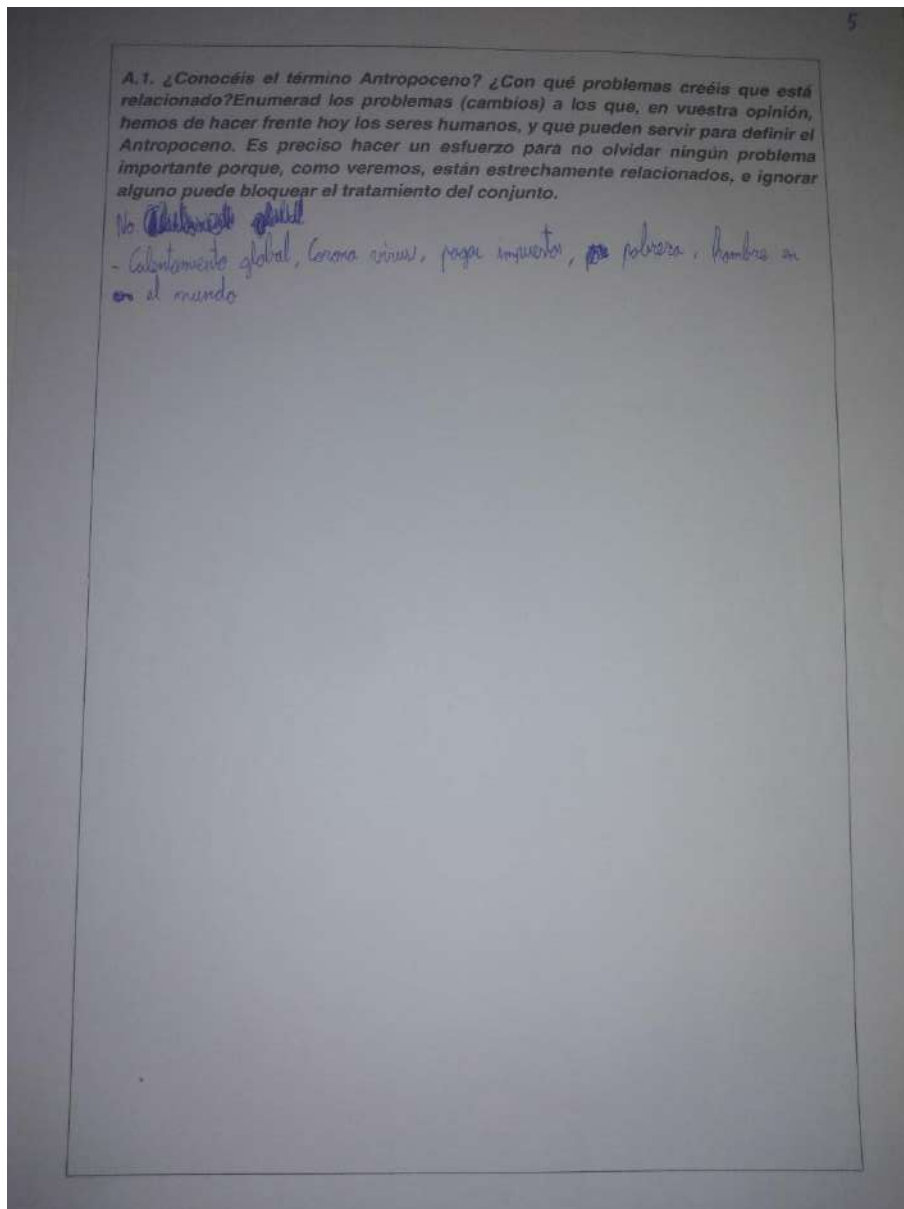 5
A.1. ¿Conocéis el término Antropoceno? ¿Con qué problemas creéis que está
relacionado?Enumerad los problemas (cambios) a los que, en vuestra opinión,
hemos de hacer frente hoy los seres humanos, y que pueden servir para definir el
Antropoceno. Es preciso hacer un esfuerzo para no olvidar ningún problema
importante porque, como veremos, están estrechamente relacionados, e ignorar
alguno puede bloquear el tratamiento del conjunto.
No.
- Calentamiento global, Corona virius, pagar impuestos, pobreza, hambre en
el mundo